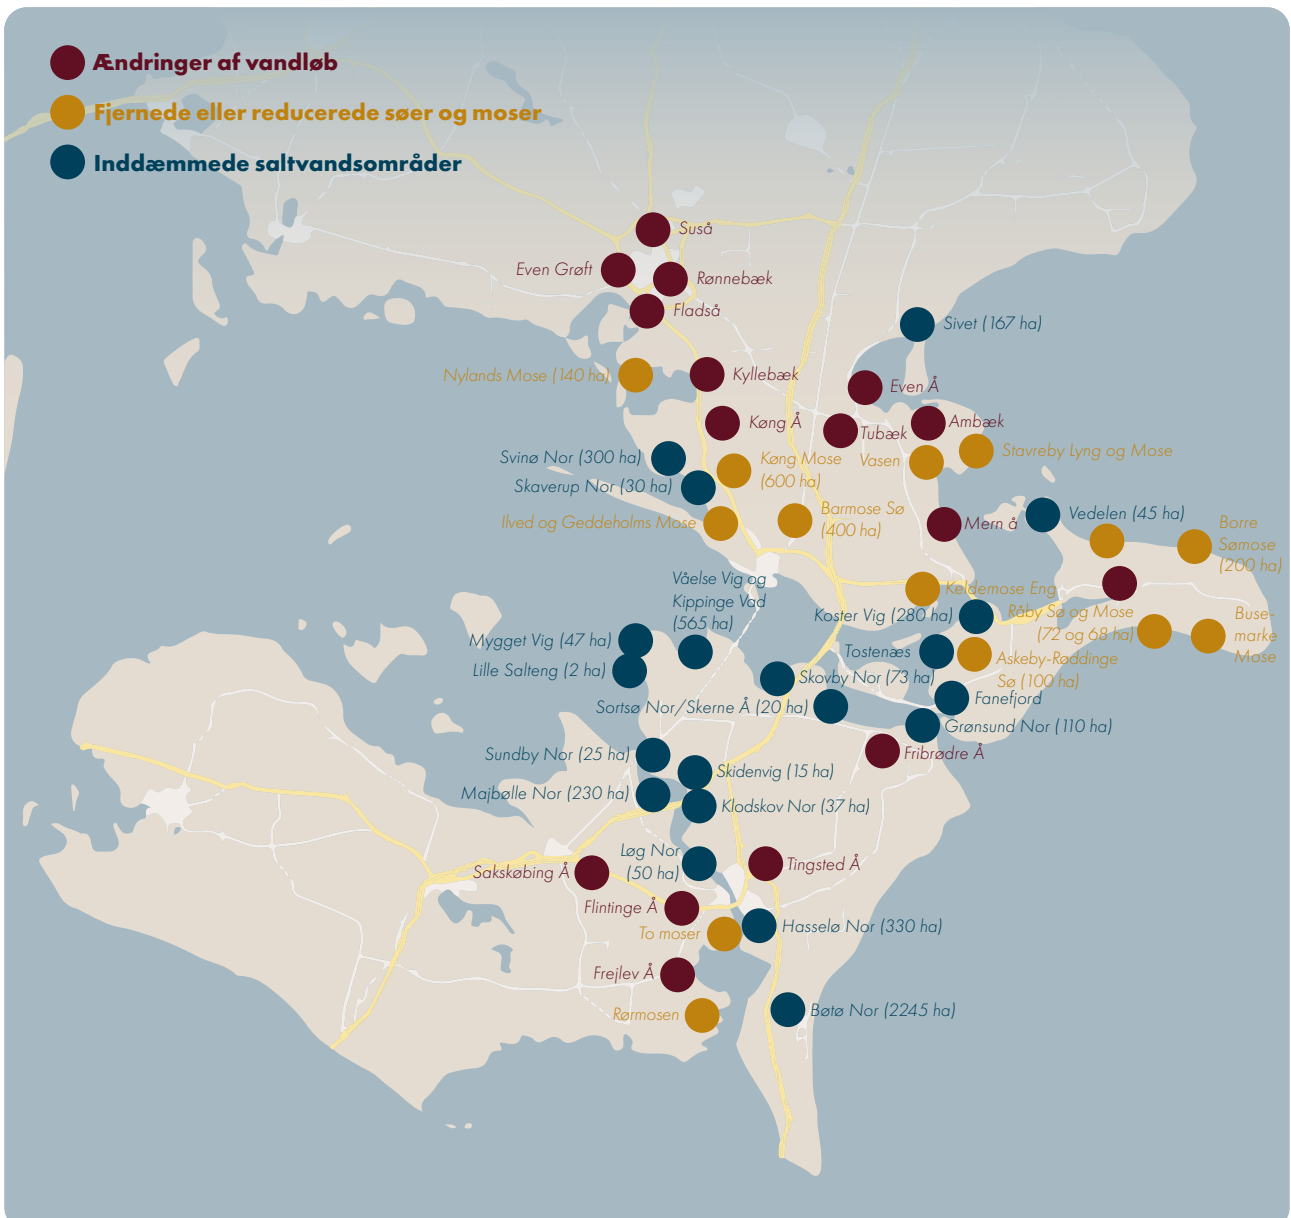 Ændringer af vandløb
Fjernede eller reducerede søer og moser
Inddæmmede saltvandsområder
Suså
Even Grøft
Rønnebæk
Fladså
Sivet (167 ha)
Nylands Mose (140 ha)
Kyllebæk
Even Å
Køng Å
Tubæk
Ambæk
Vasen
Stavreby Lyng og Mose
Svinø Nor (300 ha)
Køng Mose
(600 ha)
Skaverup Nor (30 ha)
Ilved og Geddeholms Mose
Barmose Sø
(400 ha)
Mern å
Vedelen (45 ha)
Borre
Sømose
(200 ha)
Våelse Vig og
Kippinge Vad
(565 ha)
Keldemose Eng
Koster Vig (280 ha)
Råby Sø og Mose
(72 og 68 ha)
Buse-
marke
Mose
Mygget Vig (47 ha)
Lille Salteng (2 ha)
Tostenæs
Askeby-Røddinge
Sø (100 ha)
Skovby Nor (73 ha)
Sortsø Nor/Skerne Å (20 ha)
Fanefjord
Grønsund Nor (110 ha)
Fribrødre Å
Sundby Nor (25 ha)
Skidenvig (15 ha)
Majbølle Nor (230 ha)
Klodskov Nor (37 ha)
Løg Nor
(50 ha)
Tingsted Å
Sakskøbing Å
Flintinge Å
To moser
Hasselø Nor (330 ha)
Frejlev Å
Rørmosen
Bøtø Nor (2245 ha)